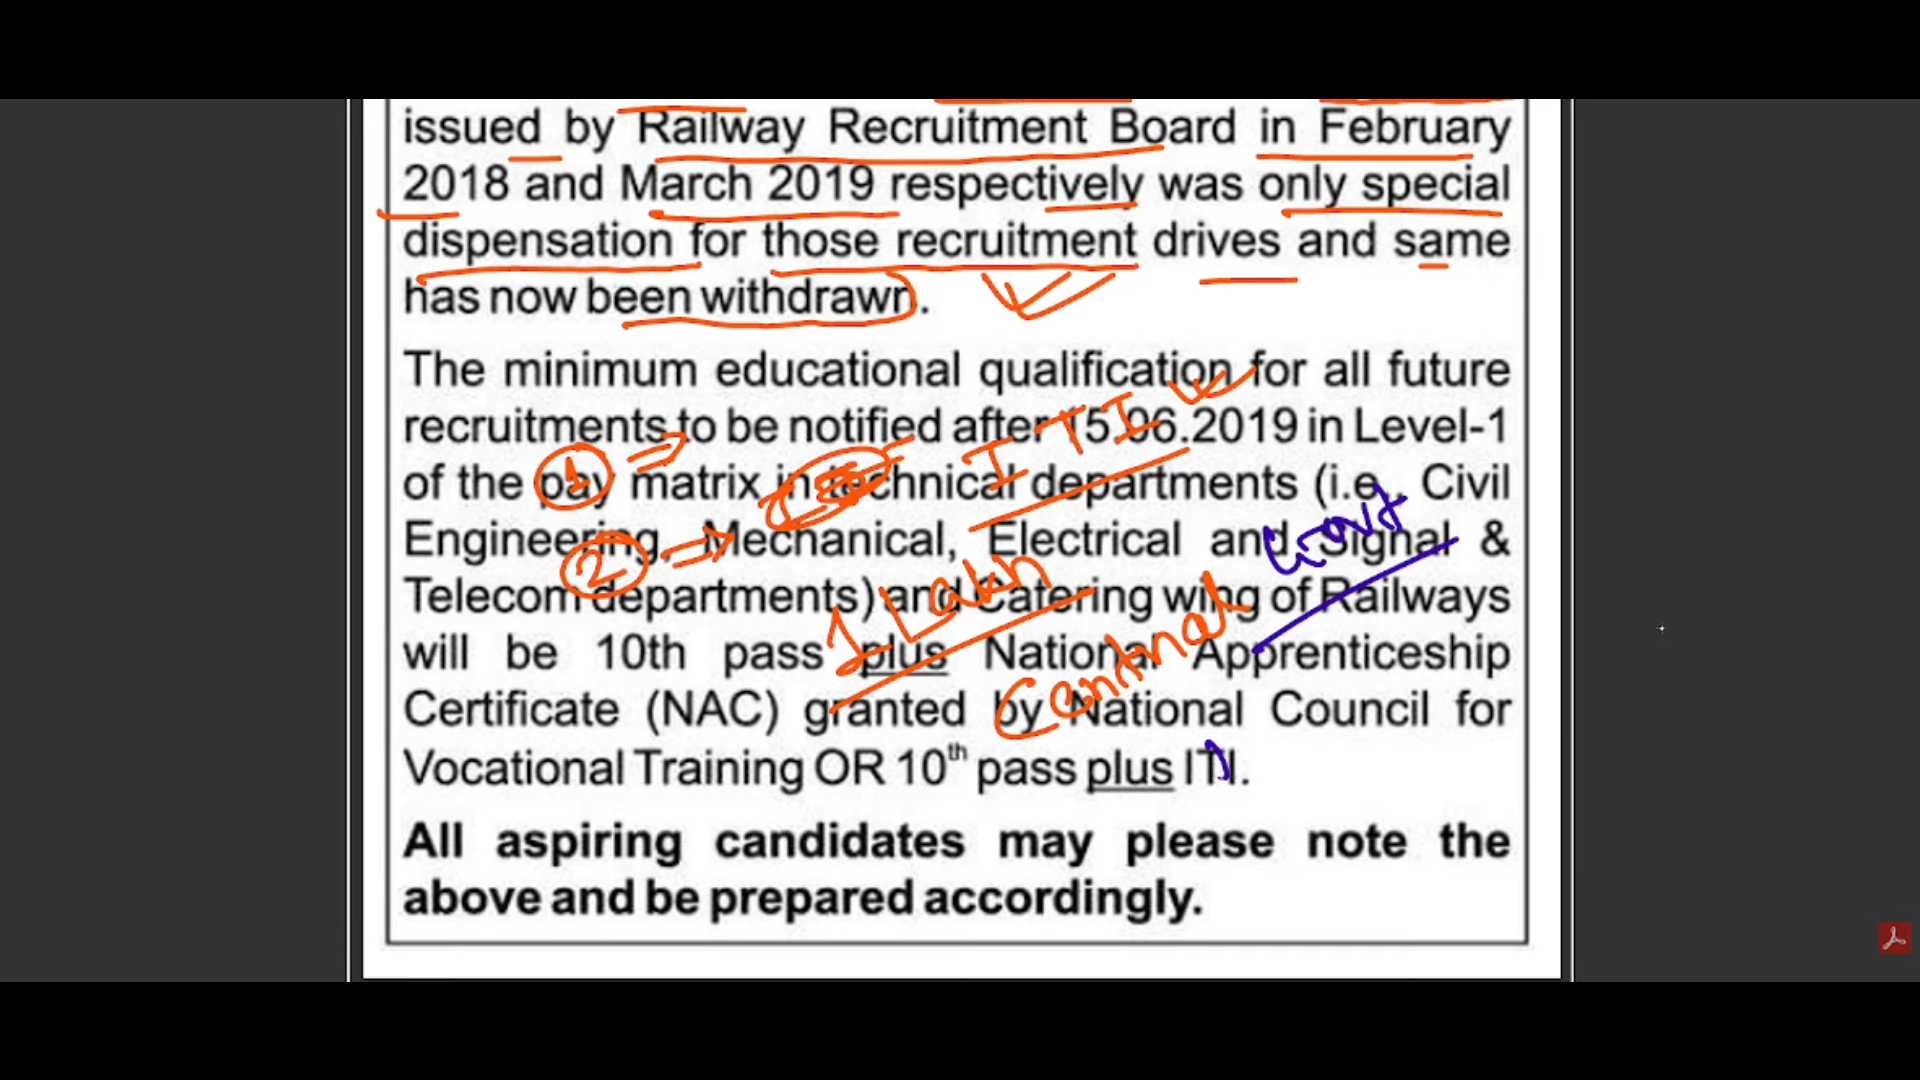 issued by Railway Recruitment Board in February
2018 and March 2019 respectively was only special
dispensation for those recruitment drives and same
has now been withdrawn.
The minimum educational qualification for all future
recruitments to be notified after 15.06.2019 in Level-1
of the pay matrix in technical departments (i.e., Civil
Engineering, Mechanical, Electrical and Signal &
Telecom departments) and Catering wing of Railways
will be 10th pass plus National Apprenticeship
Certificate (NAC) granted by National Council for
Vocational Training OR 10th pass plus ITI.
All aspiring candidates may please note the
above and be prepared accordingly.
1 ⇒
ITI
2 ⇒
1 Lakh
Central
Govt